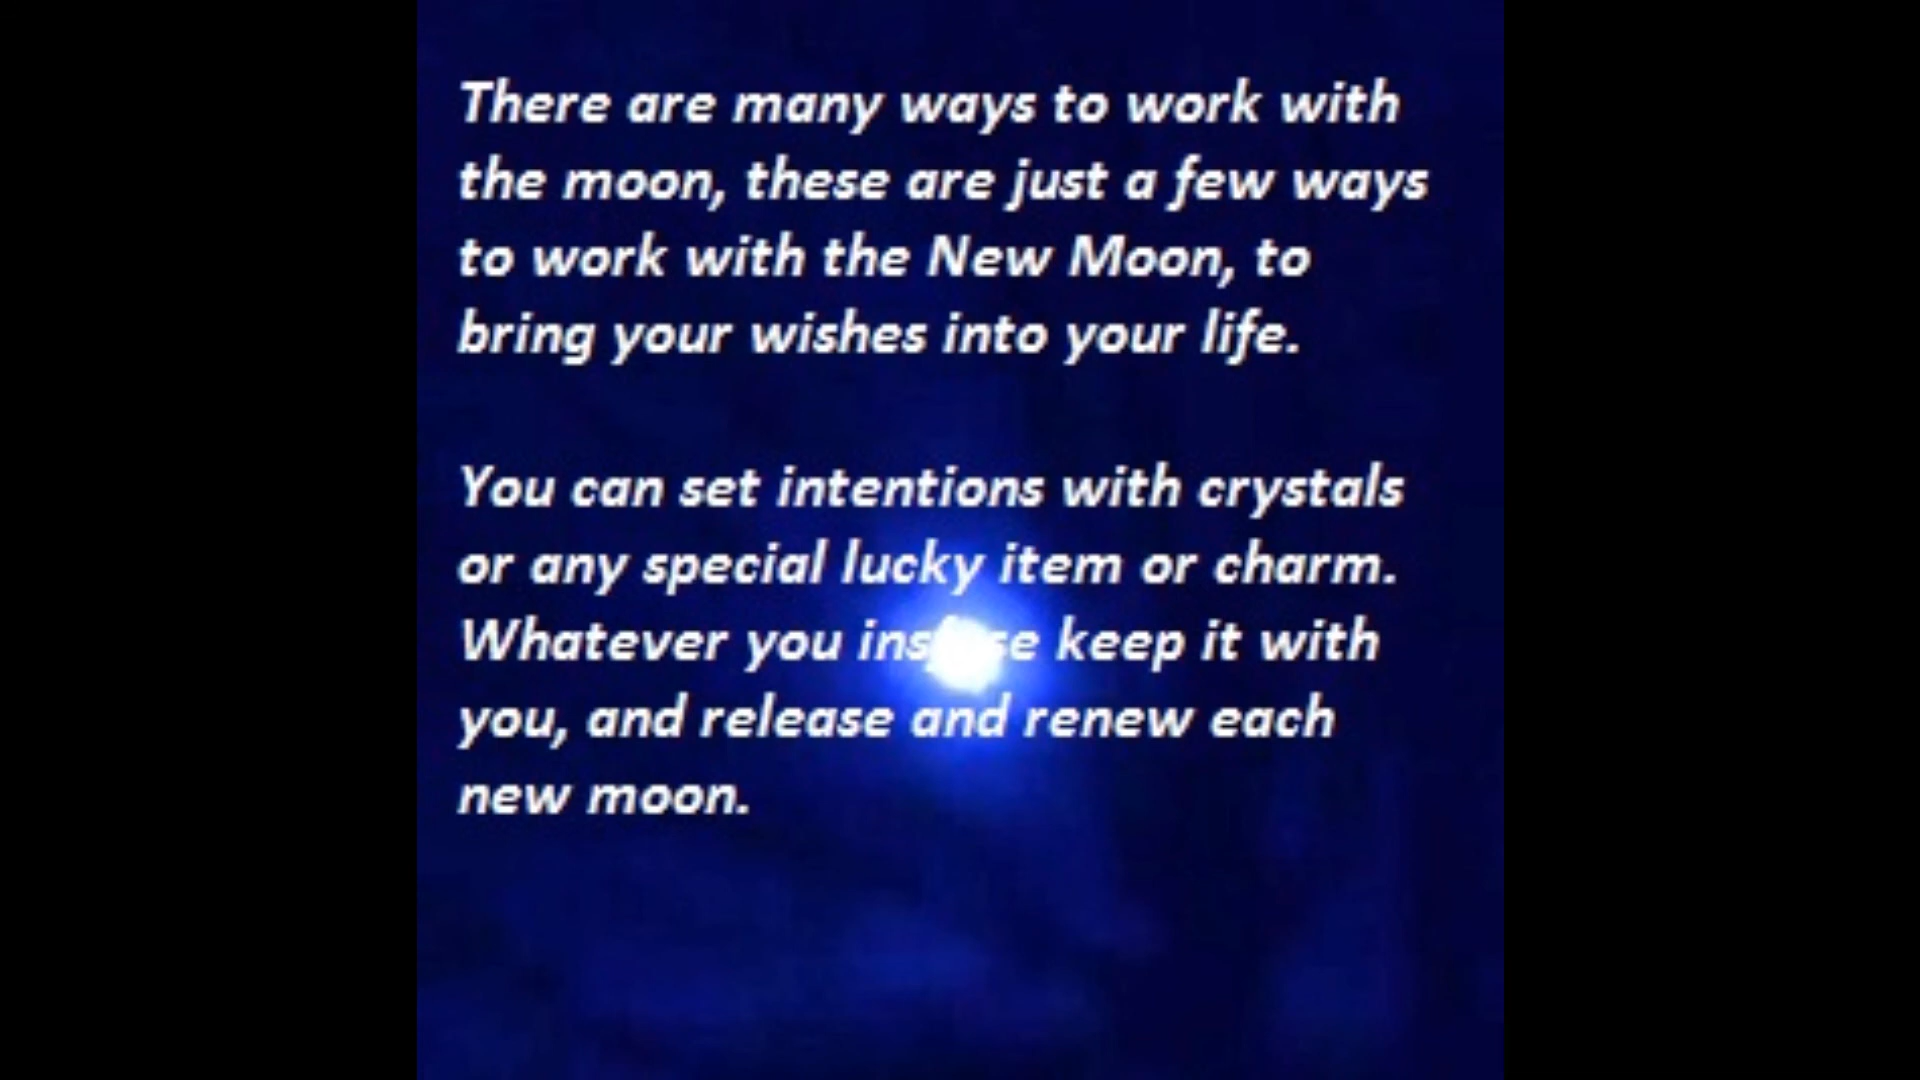 There are many ways to work with
the moon, these are just a few ways
to work with the New Moon, to
bring your wishes into your life.
You can set intentions with crystals
or any special lucky item or charm.
Whatever you keep it with
you, and release and renew each
new moon.